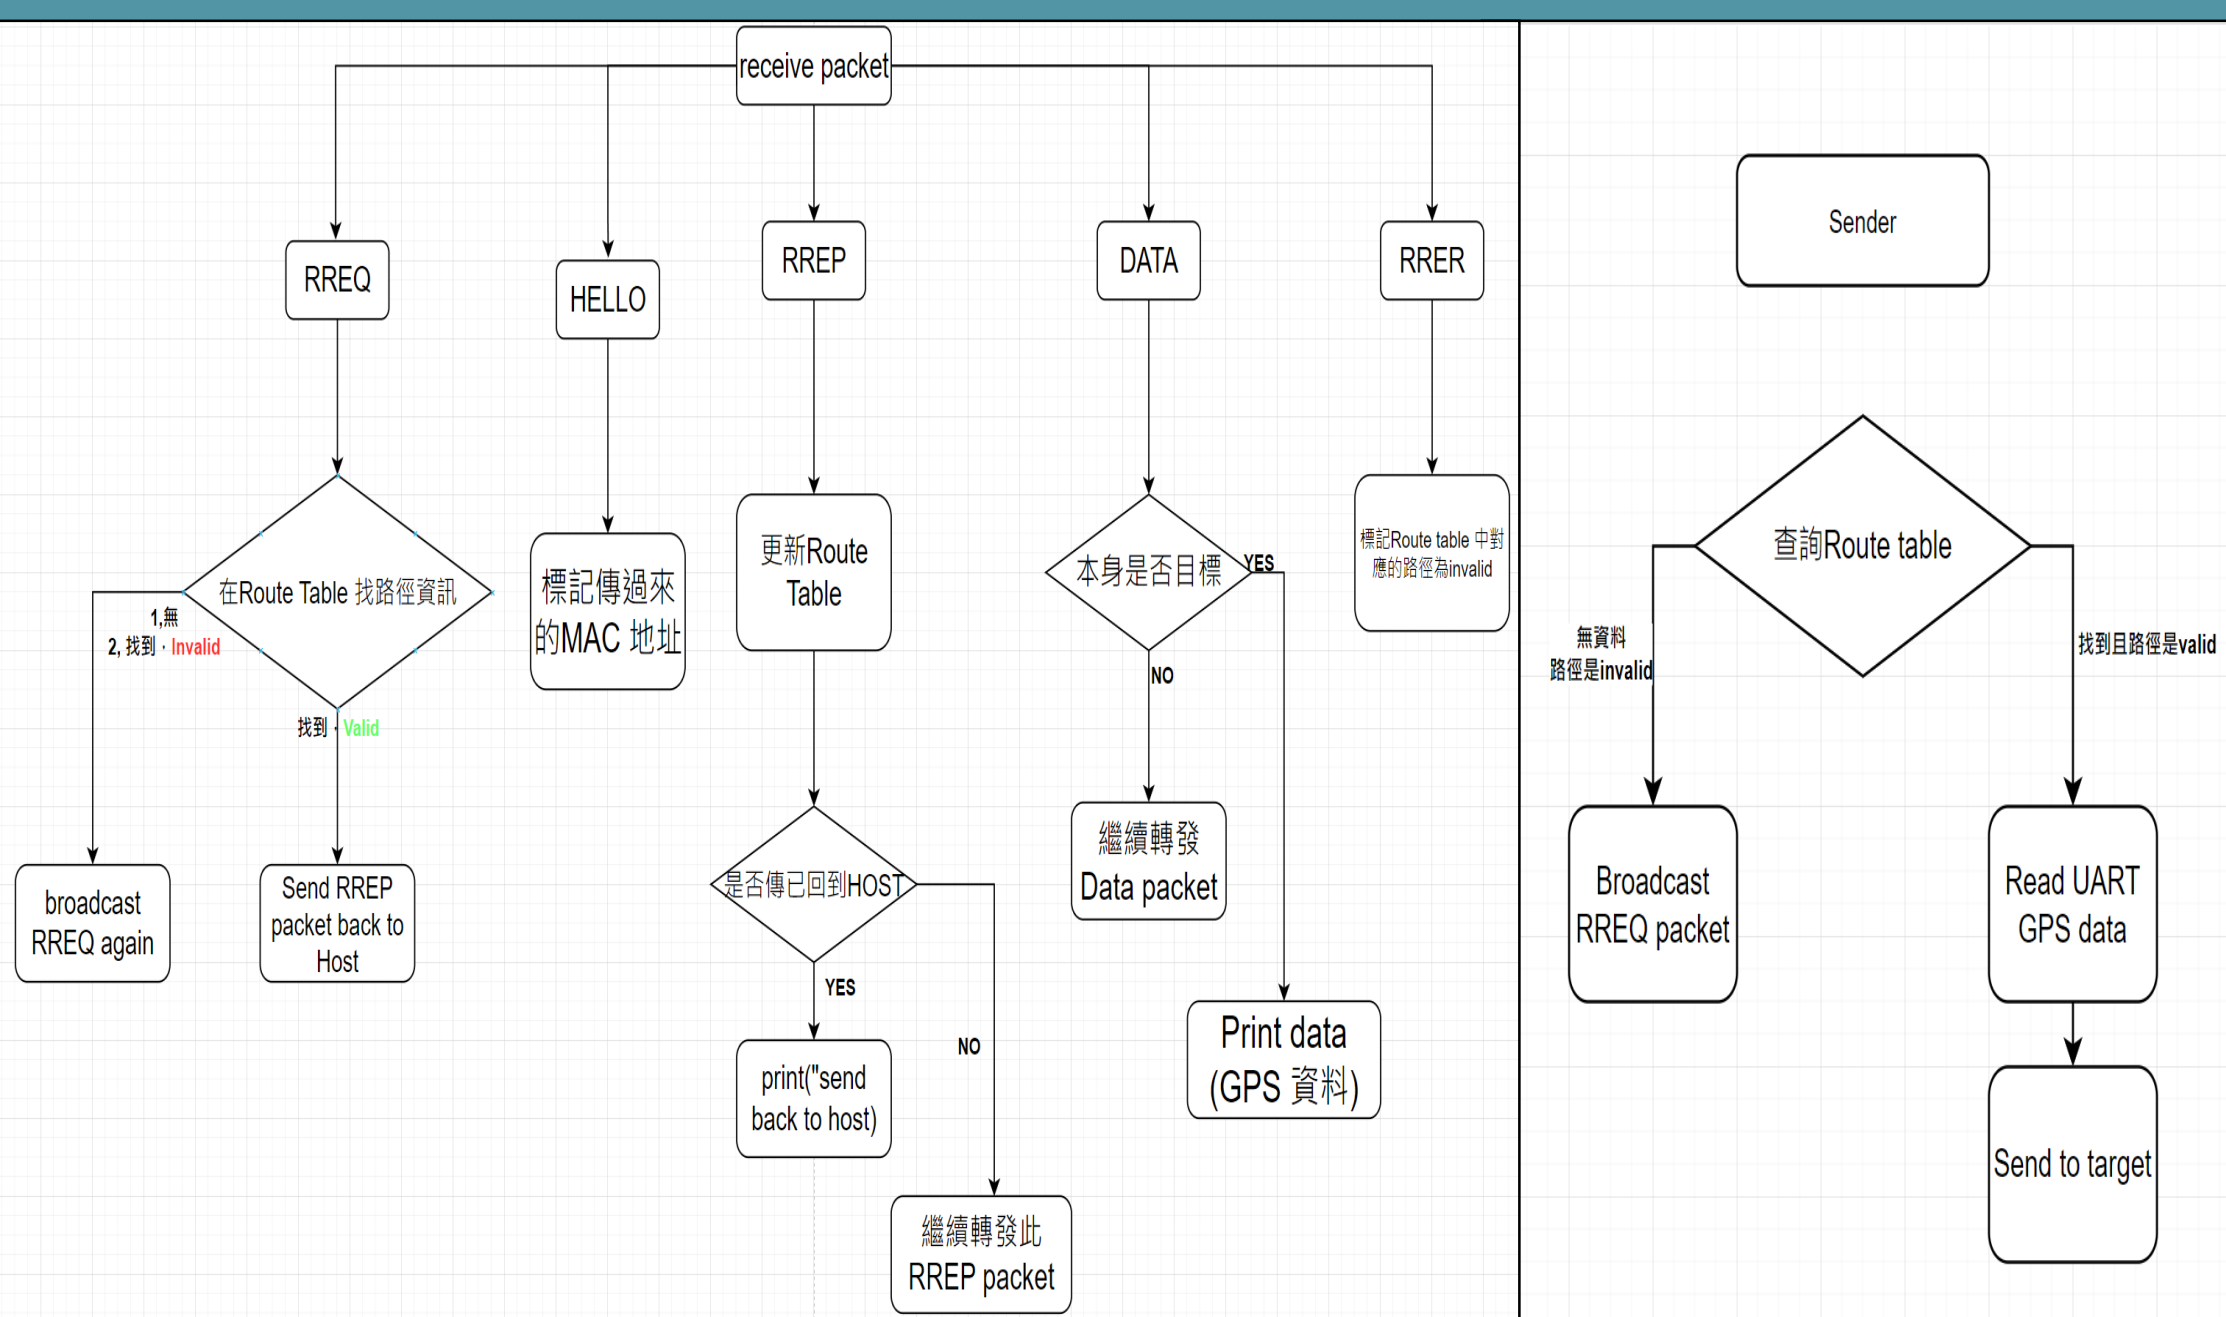 receive packet
RREQ
HELLO
RREP
DATA
RRER
在Route Table 找路徑資訊
1,無
2, 找到，Invalid
找到，Valid
broadcast
RREQ again
Send RREP
packet back to
Host
標記傳過來
的MAC 地址
更新Route
Table
是否傳已回到HOST
YES
NO
print("send
back to host)
繼續轉發此
RREP packet
本身是否目標
YES
NO
繼續轉發
Data packet
Print data
(GPS 資料)
標記Route table 中對
應的路徑為invalid
Sender
查詢Route table
無資料
路徑是invalid
找到且路徑是valid
Broadcast
RREQ packet
Read UART
GPS data
Send to target